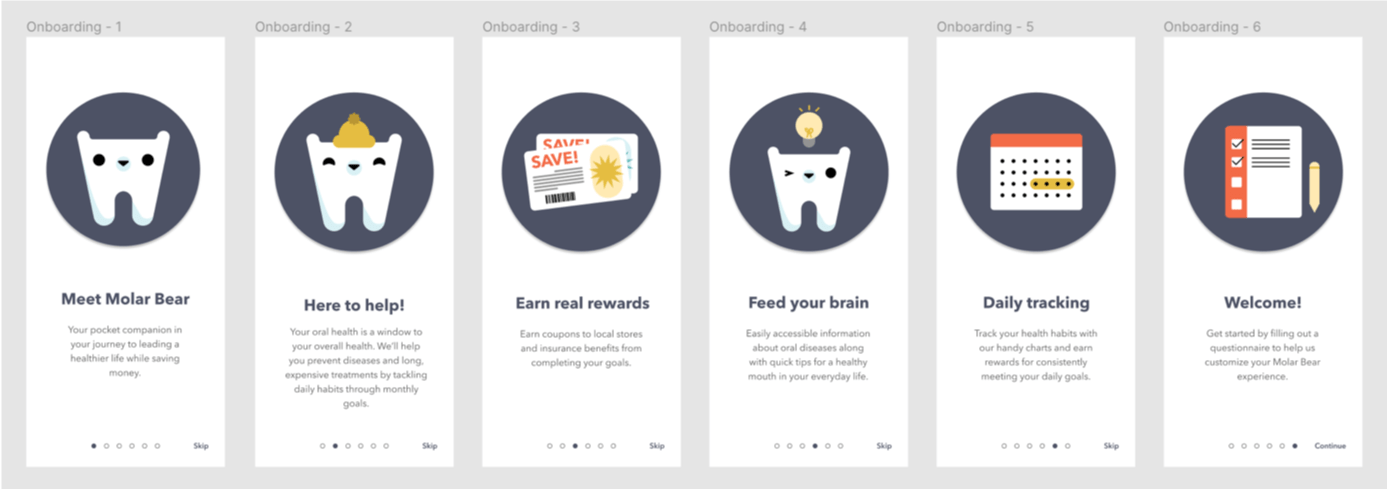 Onboarding - 1
Meet Molar Bear
Your pocket companion in
your journey to leading a
healthier life while saving
money.
Skip
Onboarding - 2
Here to help!
Your oral health is a window to
your overall health. We'll help
you prevent diseases and long,
expensive treatments by tackling
daily habits through monthly
goals.
Skip
Onboarding - 3
SAVE!
SAVE!
Earn real rewards
Earn coupons to local stores
and insurance benefits from
completing your goals.
Skip
Onboarding - 4
Feed your brain
Easily accessible information
about oral diseases along
with quick tips for a healthy
mouth in your everyday life.
Skip
Onboarding - 5
Daily tracking
Track your health habits with
our handy charts and earn
rewards for consistently
meeting your daily goals.
Skip
Onboarding - 6
Welcome!
Get started by filling out a
questionnaire to help us
customize your Molar Bear
experience.
Continue